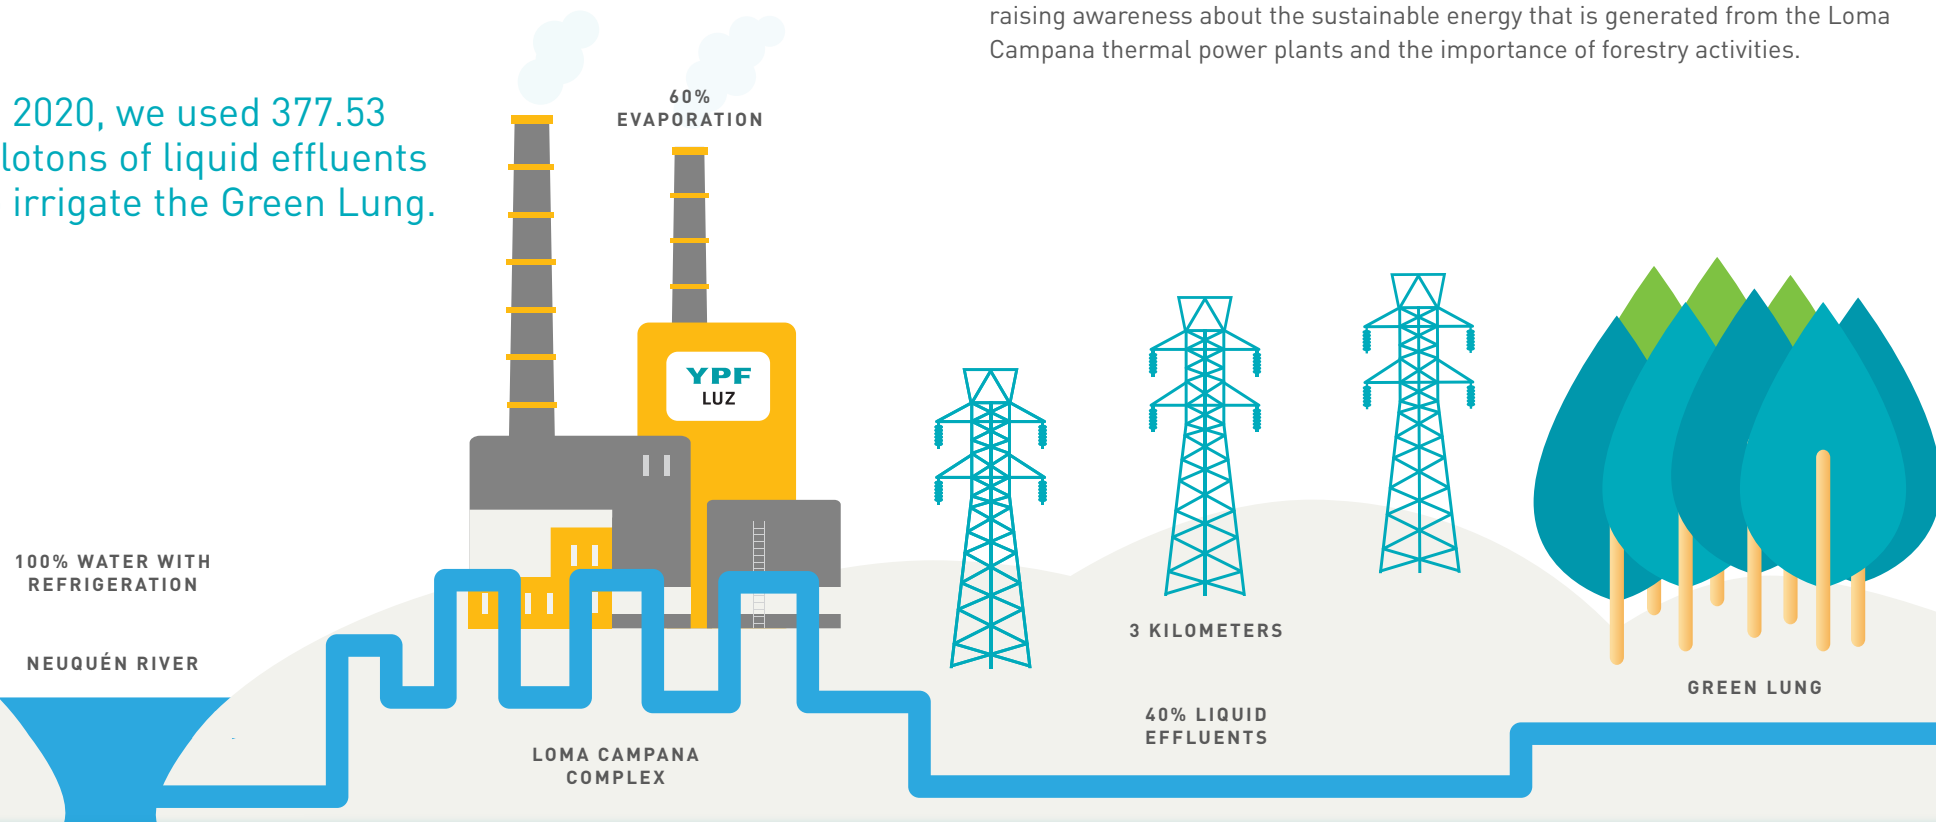 raising awareness about the sustainable energy that is generated from the Loma
Campana thermal power plants and the importance of forestry activities.
2020, we used 377.53
lotons of liquid effluents
irrigate the Green Lung.
60%
EVAPORATION
YPF
LUZ
100% WATER WITH
REFRIGERATION
NEUQUÉN RIVER
LOMA CAMPANA
COMPLEX
3 KILOMETERS
40% LIQUID
EFFLUENTS
GREEN LUNG